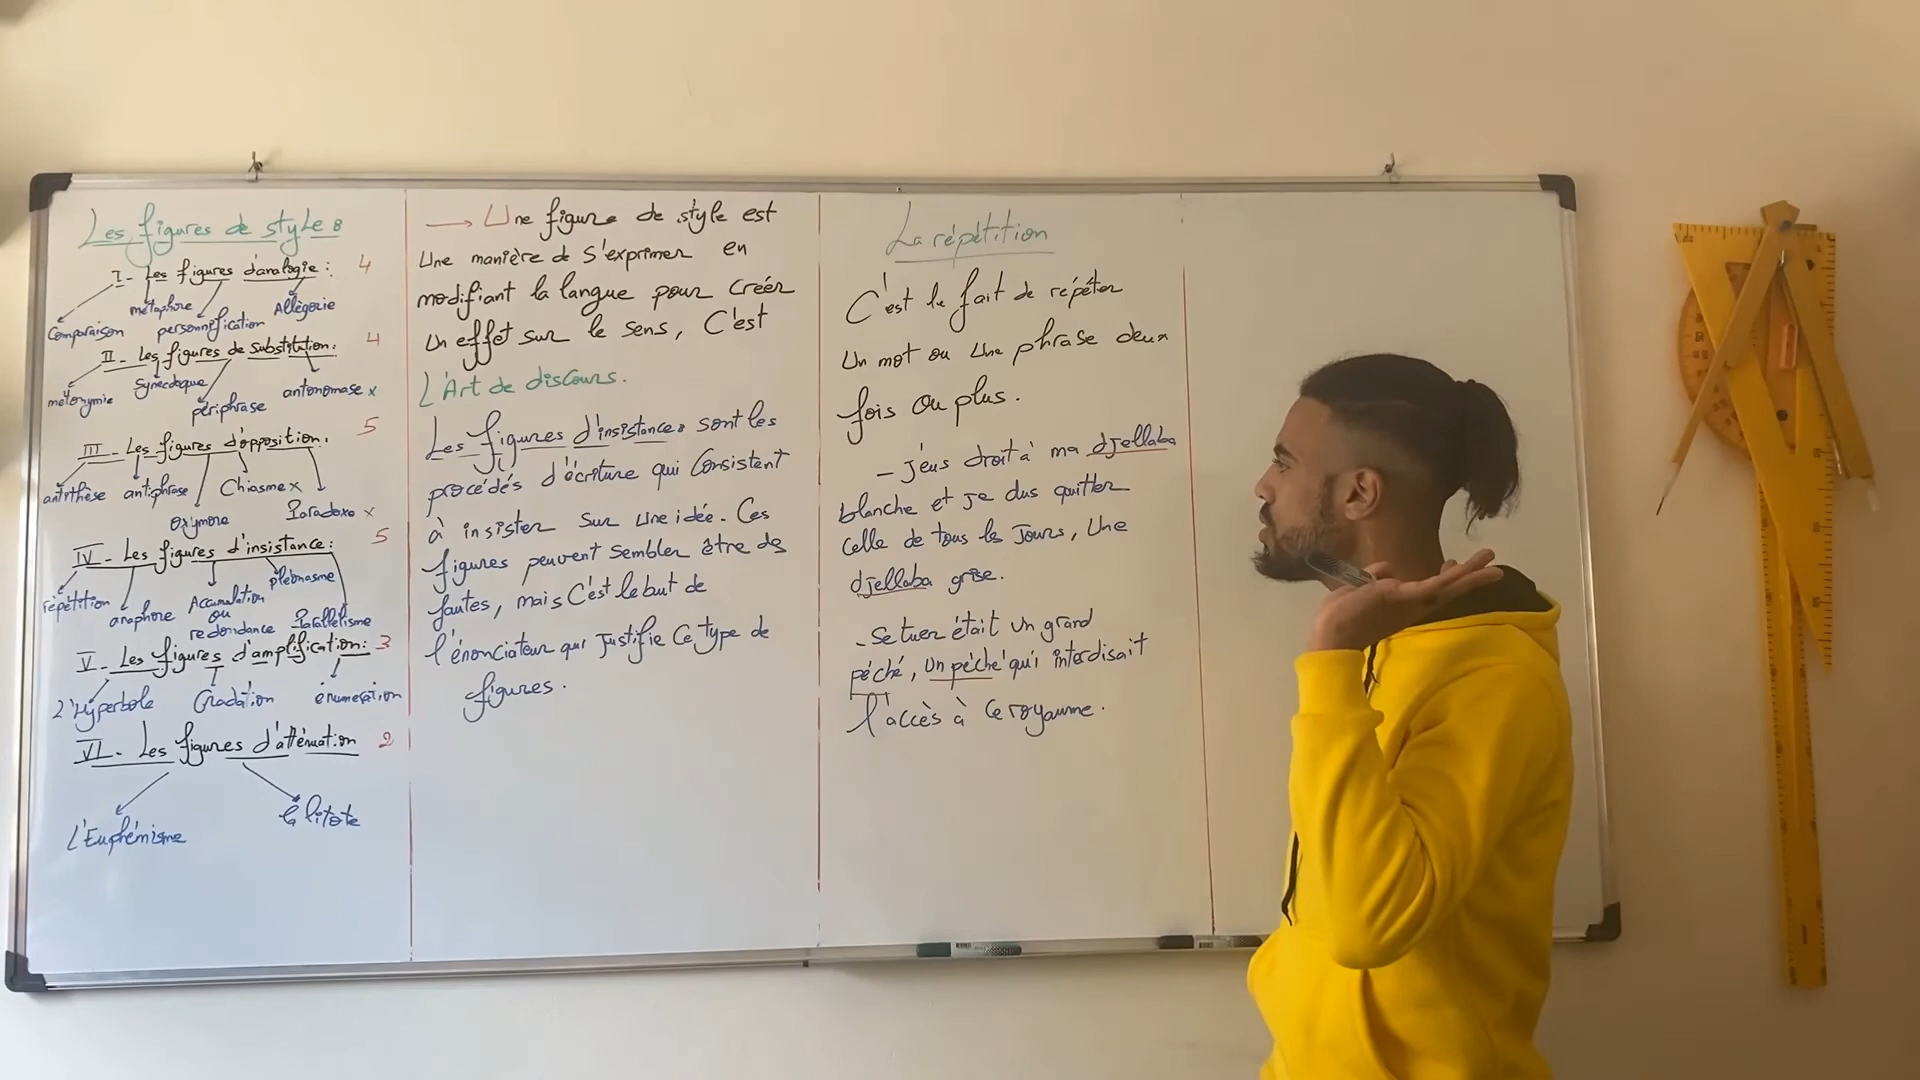 Les figures de style :
I - Les figures d'analogie : 4
Comparaison métaphore personnification Allégorie
II - Les figures de substitution : 4
métonymie Synecdoque périphrase antonomase x
III - Les figures d'opposition. 5
antithèse antiphrase oxymore Chiasme x Paradoxe x
IV - Les figures d'insistance : 5
répétition anaphore Accumulation ou redondance pléonasme Parallélisme
V - Les figures d'amplification : 3
L'Hyperbole Gradation énumération
VI - Les figures d'atténuation 2
L'Euphémisme la litote
→ Une figure de style est
Une manière de s'exprimer en
modifiant la langue pour créer
Un effet sur le sens, C'est
L'Art de discours.
Les figures d'insistance : sont les
procédés d'écriture qui Consistent
à insister sur une idée. Ces
figures peuvent sembler être des
fautes, mais C'est le but de
l'énonciateur qui justifie Ce type de
figures.
La répétition
C'est le fait de répéter
Un mot ou Une phrase deux
fois Ou plus.
- J'eus droit à ma djellaba
blanche et je dus quitter
Celle de tous les Jours, Une
djellaba grise.
- Se tuer était Un grand
péché, Un péché qui interdisait
l'accès à Ce royaume.